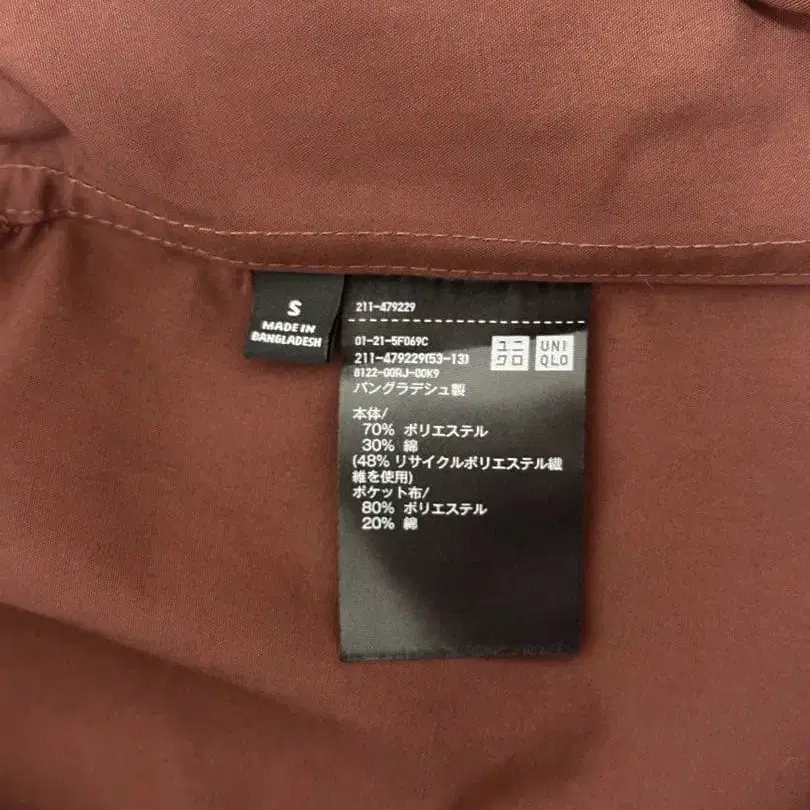 S
MADE IN
BANGLADESH
211-479229
01-21-5F069C
211-479229(53-13)
8122-00RJ-00K9
バングラデシュ製
ユニ
クロ
UNI
QLO
本体/
70% ポリエステル
30% 綿
(48% リサイクルポリエステル繊
維を使用)
ポケット布/
80% ポリエステル
20% 綿